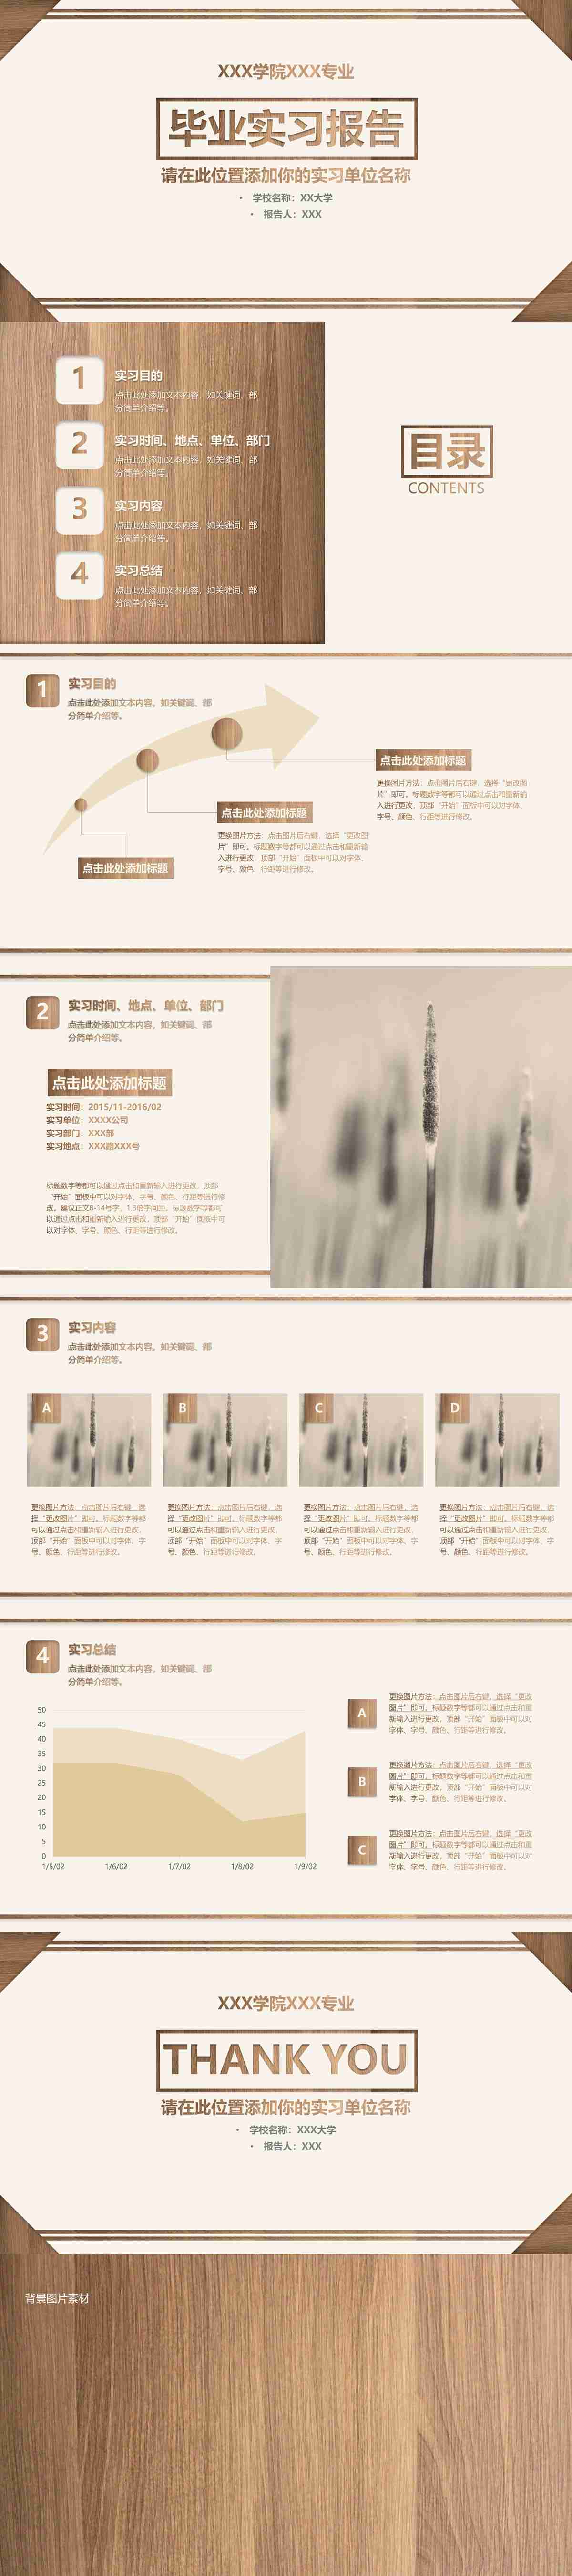 XXX学院XXX专业
毕业实习报告
请在此位置添加你的实习单位名称
• 学校名称：XX大学
• 报告人：XXX
1
实习目的
点击此处添加文本内容，如关键词、部
分简单介绍等。
2
实习时间、地点、单位、部门
点击此处添加文本内容，如关键词、部
分简单介绍等。
3
实习内容
点击此处添加文本内容，如关键词、部
分简单介绍等。
4
实习总结
点击此处添加文本内容，如关键词、部
分简单介绍等。
目录
CONTENTS
1
实习目的
点击此处添加文本内容，如关键词、部
分简单介绍等。
点击此处添加标题
更换图片方法：点击图片后右键，选择“更改图
片”即可。标题数字等都可以通过点击和重新输
入进行更改，顶部“开始”面板中可以对字体、
字号、颜色、行距等进行修改。
点击此处添加标题
更换图片方法：点击图片后右键，选择“更改图
片”即可。标题数字等都可以通过点击和重新输
入进行更改，顶部“开始”面板中可以对字体、
字号、颜色、行距等进行修改。
点击此处添加标题
2
实习时间、地点、单位、部门
点击此处添加文本内容，如关键词、部
分简单介绍等。
点击此处添加标题
实习时间：2015/11-2016/02
实习单位：XXXX公司
实习部门：XXX部
实习地点：XXX路XXX号
标题数字等都可以通过点击和重新输入进行更改，顶部
“开始”面板中可以对字体、字号、颜色、行距等进行修
改。建议正文8-14号字，1.3倍字间距。标题数字等都可
以通过点击和重新输入进行更改，顶部“开始”面板中可
以对字体、字号、颜色、行距等进行修改。
3
实习内容
点击此处添加文本内容，如关键词、部
分简单介绍等。
A
B
C
D
更换图片方法：点击图片后右键，选
择“更改图片”即可。标题数字等都
可以通过点击和重新输入进行更改，
顶部“开始”面板中可以对字体、字
号、颜色、行距等进行修改。
更换图片方法：点击图片后右键，选
择“更改图片”即可。标题数字等都
可以通过点击和重新输入进行更改，
顶部“开始”面板中可以对字体、字
号、颜色、行距等进行修改。
更换图片方法：点击图片后右键，选
择“更改图片”即可。标题数字等都
可以通过点击和重新输入进行更改，
顶部“开始”面板中可以对字体、字
号、颜色、行距等进行修改。
更换图片方法：点击图片后右键，选
择“更改图片”即可。标题数字等都
可以通过点击和重新输入进行更改，
顶部“开始”面板中可以对字体、字
号、颜色、行距等进行修改。
4
实习总结
点击此处添加文本内容，如关键词、部
分简单介绍等。
50
45
40
35
30
25
20
15
10
5
0
1/5/02 1/6/02 1/7/02 1/8/02 1/9/02
A
更换图片方法：点击图片后右键，选择“更改
图片”即可。标题数字等都可以通过点击和重
新输入进行更改，顶部“开始”面板中可以对
字体、字号、颜色、行距等进行修改。
B
更换图片方法：点击图片后右键，选择“更改
图片”即可。标题数字等都可以通过点击和重
新输入进行更改，顶部“开始”面板中可以对
字体、字号、颜色、行距等进行修改。
C
更换图片方法：点击图片后右键，选择“更改
图片”即可。标题数字等都可以通过点击和重
新输入进行更改，顶部“开始”面板中可以对
字体、字号、颜色、行距等进行修改。
XXX学院XXX专业
THANK YOU
请在此位置添加你的实习单位名称
• 学校名称：XXX大学
• 报告人：XXX
背景图片素材